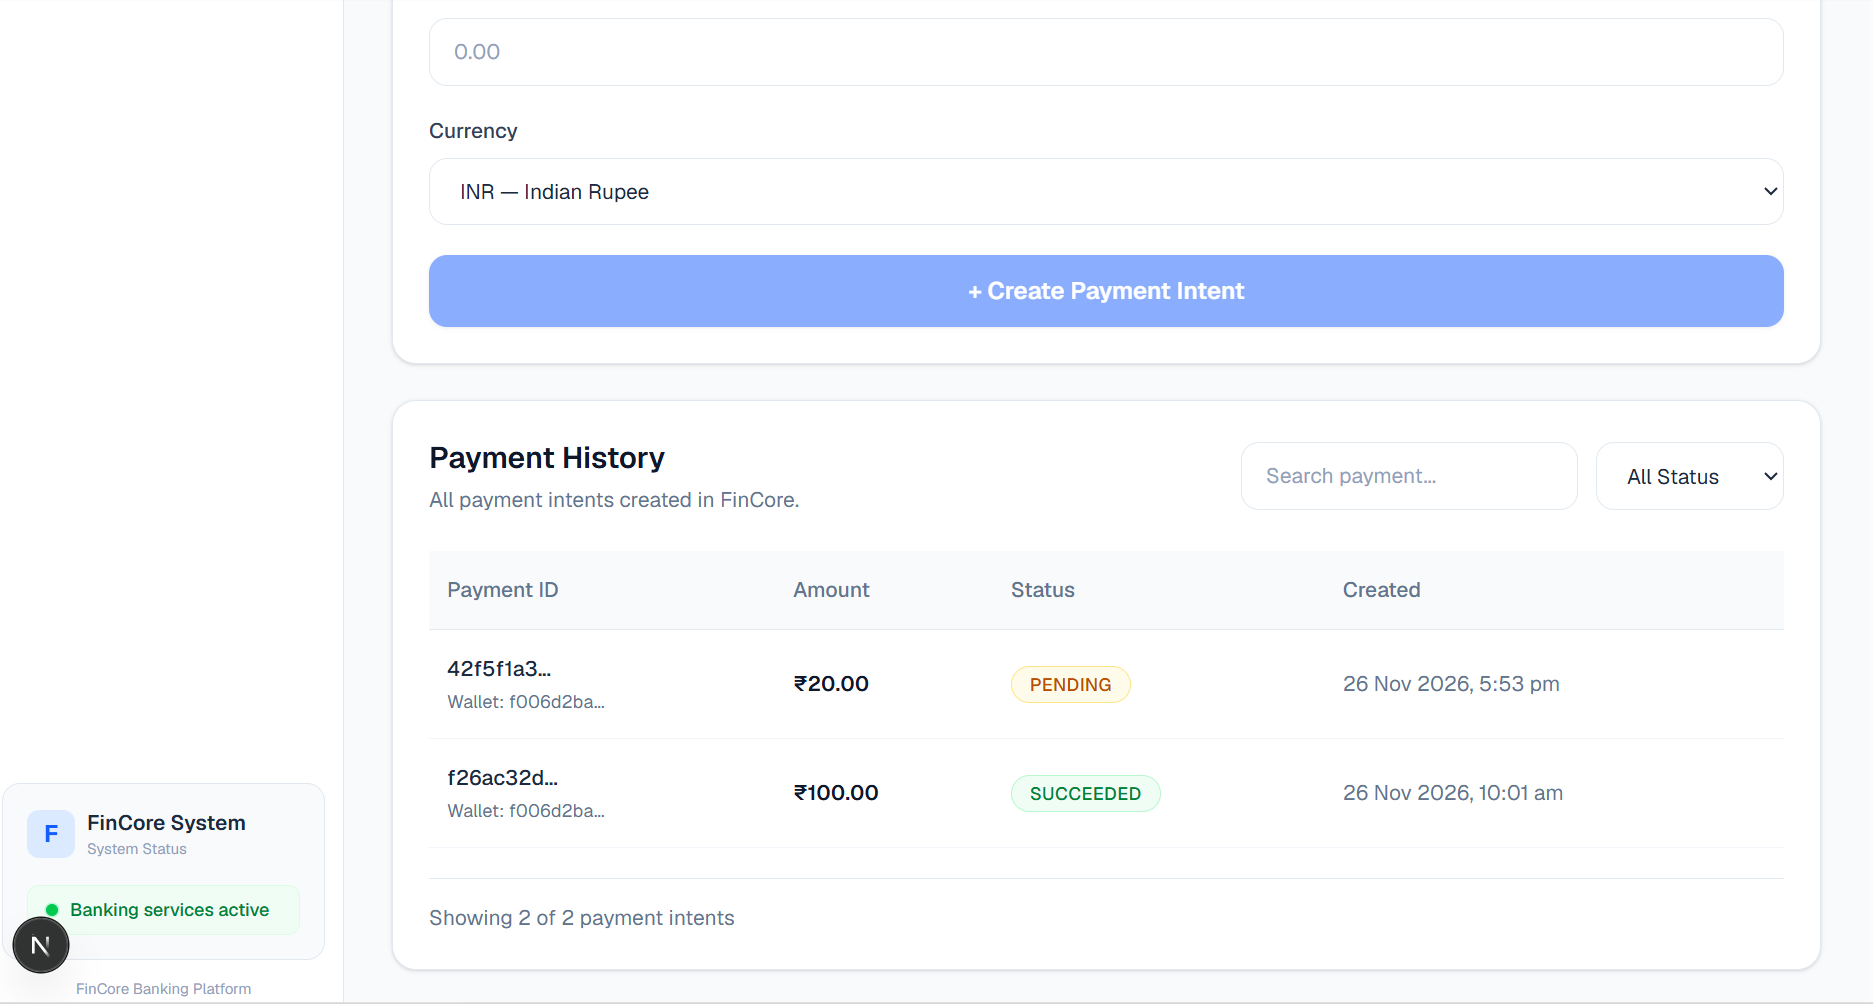 0.00
Currency
INR — Indian Rupee
+ Create Payment Intent
Payment History
All payment intents created in FinCore.
Search payment...
All Status
Payment ID Amount Status Created
42f5f1a3...
Wallet: f006d2ba...
₹20.00
PENDING
26 Nov 2026, 5:53 pm
f26ac32d...
Wallet: f006d2ba...
₹100.00
SUCCEEDED
26 Nov 2026, 10:01 am
Showing 2 of 2 payment intents
F
FinCore System
System Status
Banking services active
N
FinCore Banking Platform